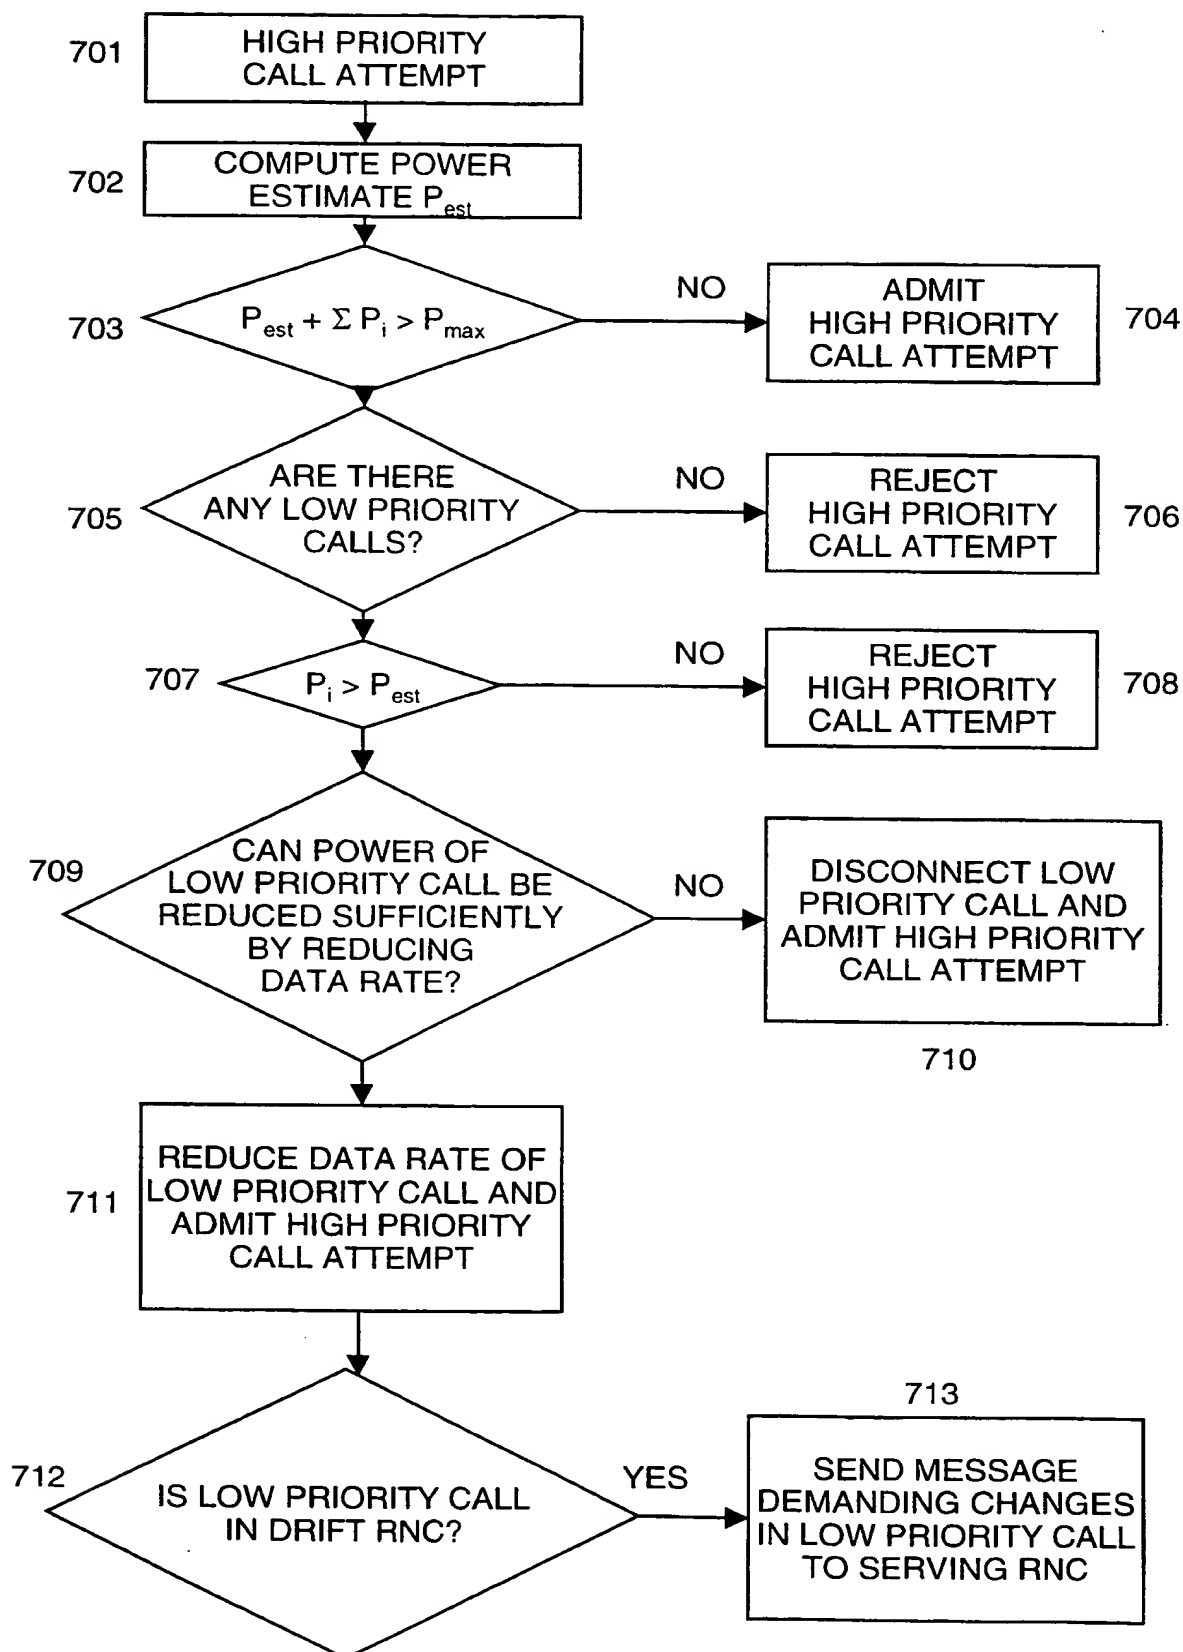 701
HIGH PRIORITY
CALL ATTEMPT
702
COMPUTE POWER
ESTIMATE Pest
703
Pest + Σ Pi > Pmax
NO
ADMIT
HIGH PRIORITY
CALL ATTEMPT
704
705
ARE THERE
ANY LOW PRIORITY
CALLS?
NO
REJECT
HIGH PRIORITY
CALL ATTEMPT
706
707
Pi > Pest
NO
REJECT
HIGH PRIORITY
CALL ATTEMPT
708
709
CAN POWER OF
LOW PRIORITY CALL BE
REDUCED SUFFICIENTLY
BY REDUCING
DATA RATE?
NO
DISCONNECT LOW
PRIORITY CALL AND
ADMIT HIGH PRIORITY
CALL ATTEMPT
710
711
REDUCE DATA RATE OF
LOW PRIORITY CALL AND
ADMIT HIGH PRIORITY
CALL ATTEMPT
712
IS LOW PRIORITY CALL
IN DRIFT RNC?
YES
713
SEND MESSAGE
DEMANDING CHANGES
IN LOW PRIORITY CALL
TO SERVING RNC